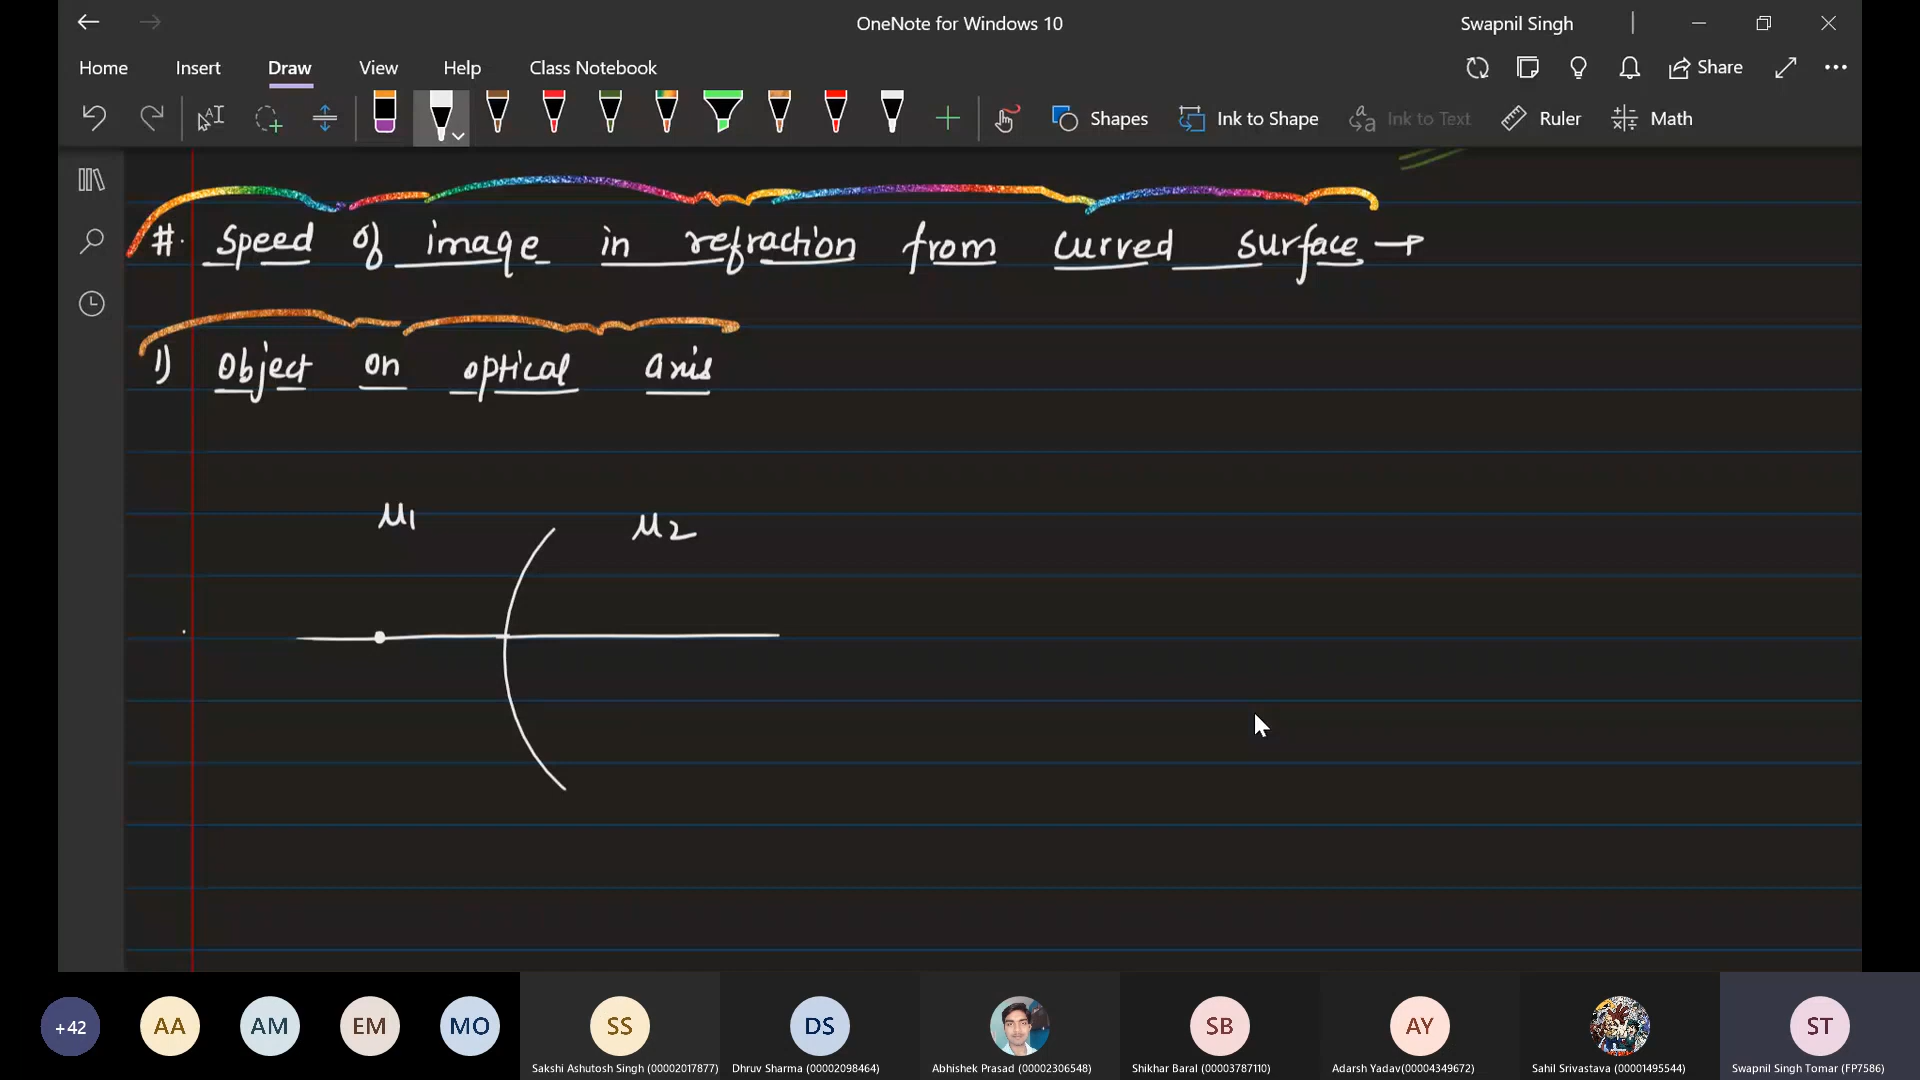 OneNote for Windows 10
Swapnil Singh
Home Insert Draw View Help Class Notebook
Share
Shapes Ink to Shape Ink to Text Ruler Math
# Speed of image in refraction from curved surface →
1) Object on optical axis
μ1 μ2
+42 AA AM EM MO SS DS SB AY ST
Sakshi Ashutosh Singh (00002017877) Dhruv Sharma (00002098464) Abhishek Prasad (00002306548) Shikhar Baral (00003787110) Adarsh Yadav(00004349672) Sahil Srivastava (00001495544) Swapnil Singh Tomar (FP7586)